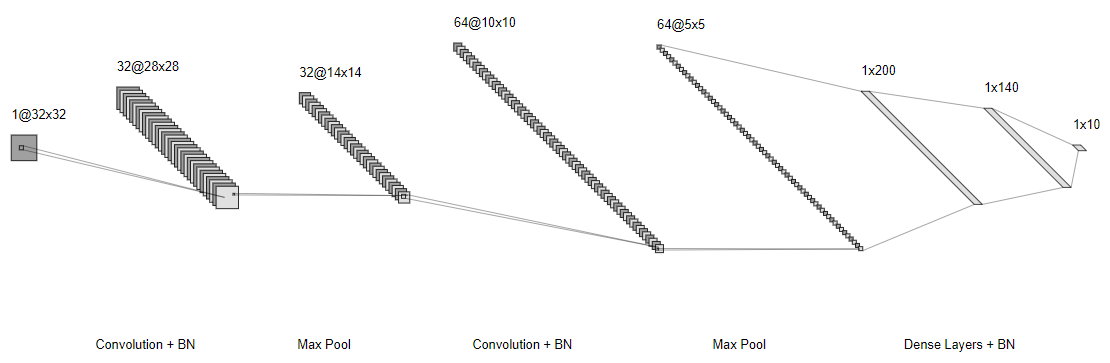 1@32x32
32@28x28
32@14x14
64@10x10
64@5x5
1x200
1x140
1x10
Convolution + BN
Max Pool
Convolution + BN
Max Pool
Dense Layers + BN